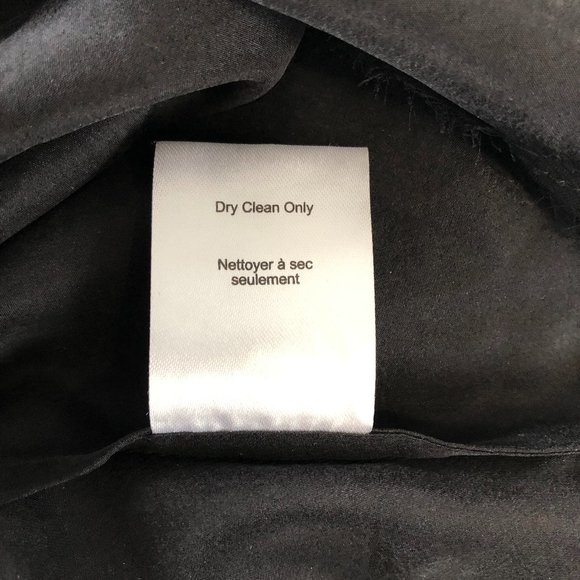 Dry Clean Only
Nettoyer à sec
seulement